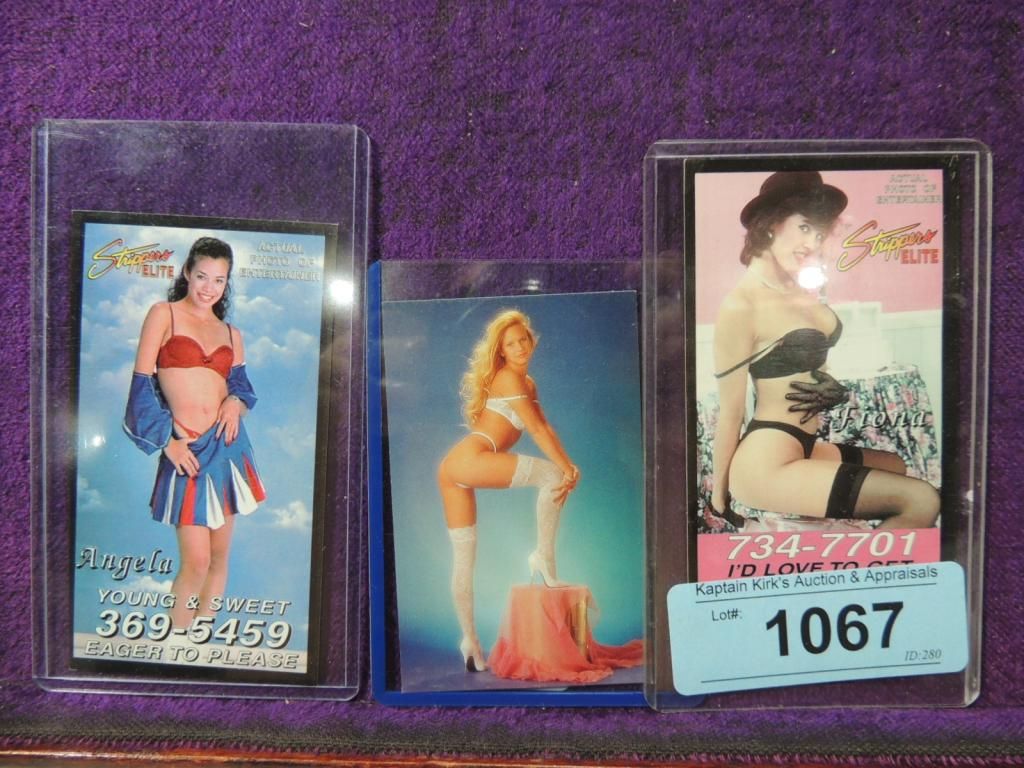 Strippers
ELITE
ACTUAL
PHOTO OF
ENTERTAINER
Angela
YOUNG & SWEET
369-5459
EAGER TO PLEASE
ACTUAL
PHOTO OF
ENTERTAINER
Strippers
ELITE
Fiona
734-7701
I'D LOVE TO GET
Kaptain Kirk's Auction & Appraisals
Lot#: 1067
ID:280